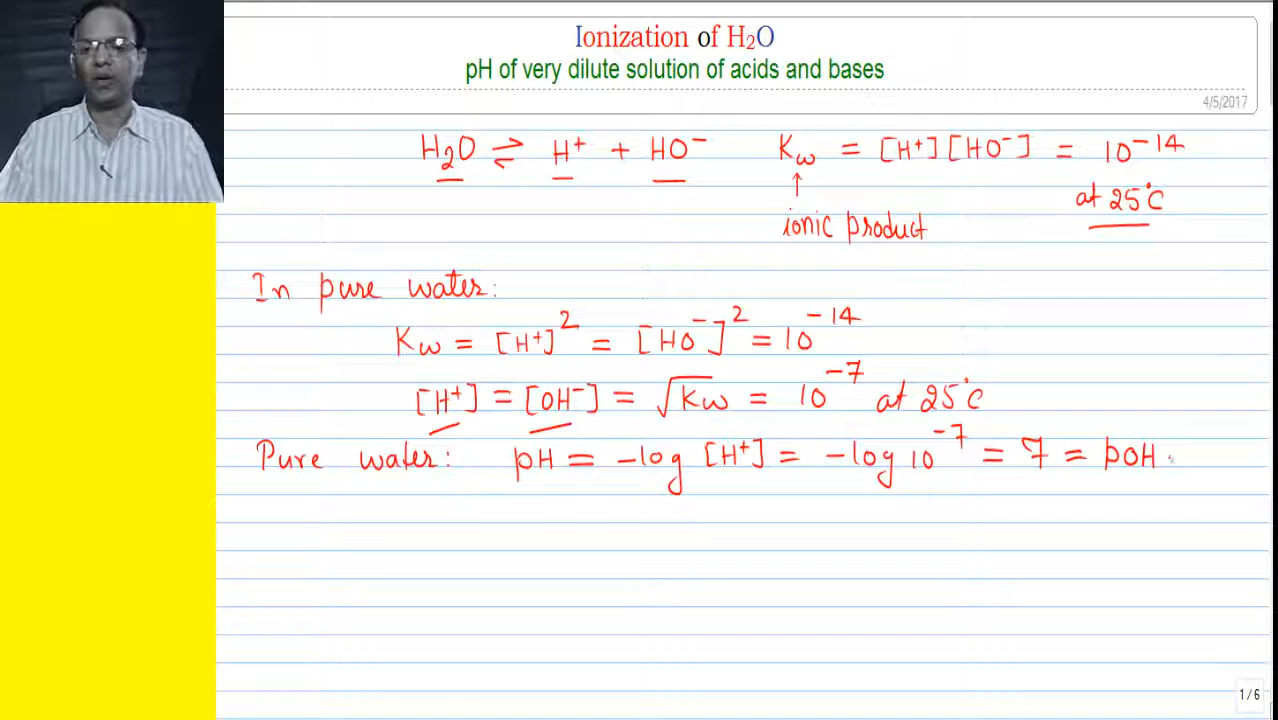 Ionization of H₂O
pH of very dilute solution of acids and bases
4/5/2017
H₂O ⇌ H⁺ + HO⁻ Kw = [H⁺][HO⁻] = 10⁻¹⁴
↑ at 25°C
ionic product
In pure water:
Kw = [H⁺]² = [HO⁻]² = 10⁻¹⁴
[H⁺] = [OH⁻] = √Kw = 10⁻⁷ at 25°C
Pure water: pH = -log [H⁺] = -log 10⁻⁷ = 7 = pOH
1 / 6